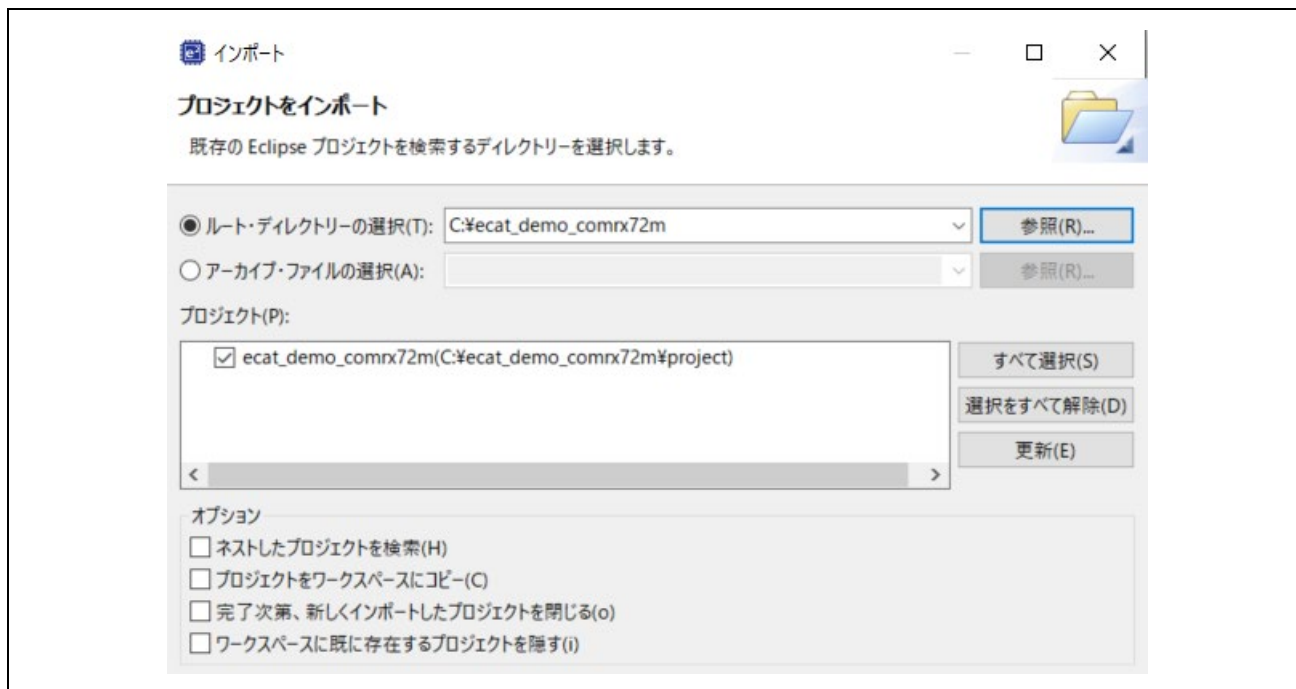 インポート
プロジェクトをインポート
既存の Eclipse プロジェクトを検索するディレクトリーを選択します。
ルート・ディレクトリーの選択(T): C:¥ecat_demo_comrx72m 参照(R)...
アーカイブ・ファイルの選択(A): 参照(R)...
プロジェクト(P):
ecat_demo_comrx72m(C:¥ecat_demo_comrx72m¥project)
すべて選択(S)
選択をすべて解除(D)
更新(E)
オプション
ネストしたプロジェクトを検索(H)
プロジェクトをワークスペースにコピー(C)
完了次第、新しくインポートしたプロジェクトを閉じる(o)
ワークスペースに既に存在するプロジェクトを隠す(i)